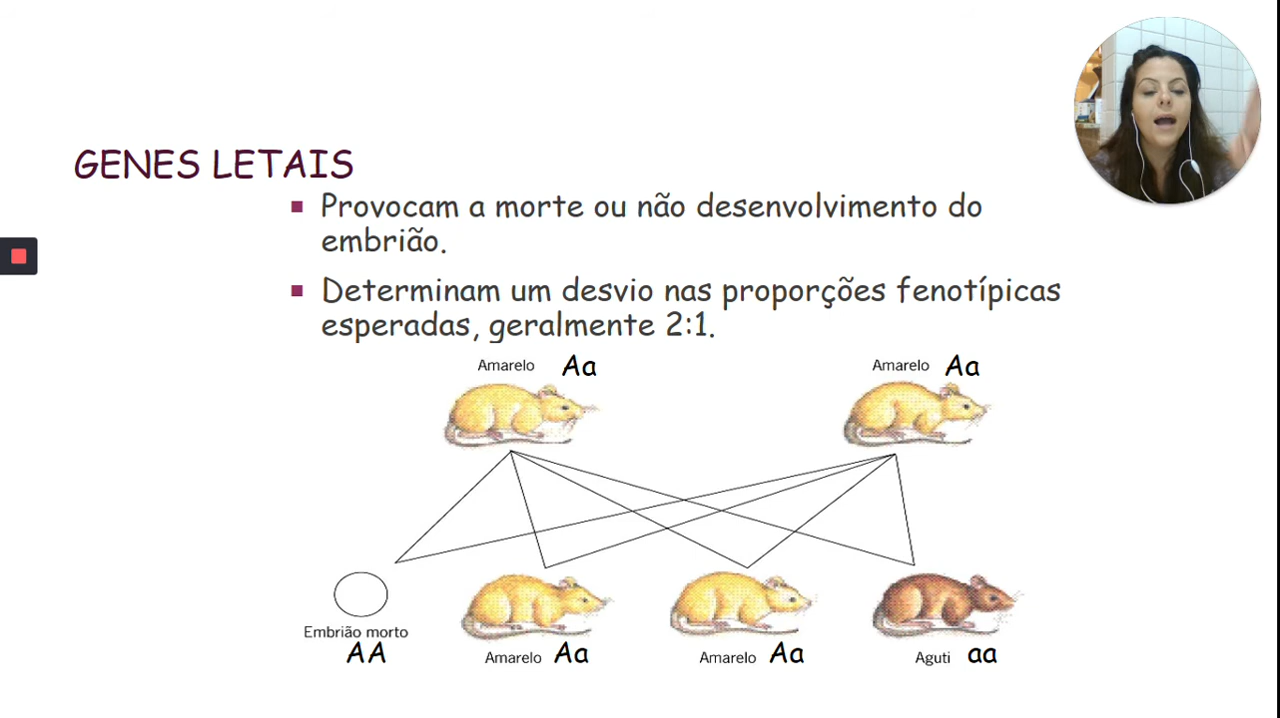 GENES LETAIS
Provocam a morte ou não desenvolvimento do
embrião.
Determinam um desvio nas proporções fenotípicas
esperadas, geralmente 2:1.
Amarelo Aa
Amarelo Aa
Embrião morto
AA
Amarelo Aa
Amarelo Aa
Aguti aa